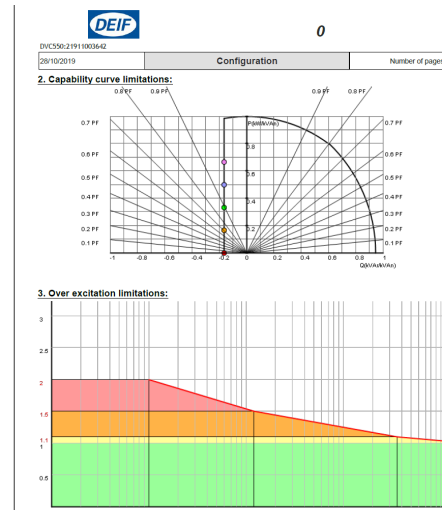 DEIF
0
DVC550:21911003642
28/10/2019 Configuration Number of pages
2. Capability curve limitations:
0.8 PF 0.9 PF 0.9 PF 0.8 PF
0.7 PF P(kW/kVAn) 0.7 PF
0.8
0.6 PF 0.6 PF
0.6
0.5 PF 0.5 PF
0.4 PF 0.4 0.4 PF
0.3 PF 0.3 PF
0.2 PF 0.2 0.2 PF
0.1 PF 0.1 PF
-1 -0.8 -0.6 -0.4 -0.2 0 0.2 0.4 0.6 0.8 1
Q(kVAr/kVAn)
3. Over excitation limitations:
3
2.5
2
1.5
1.1
1
0.5